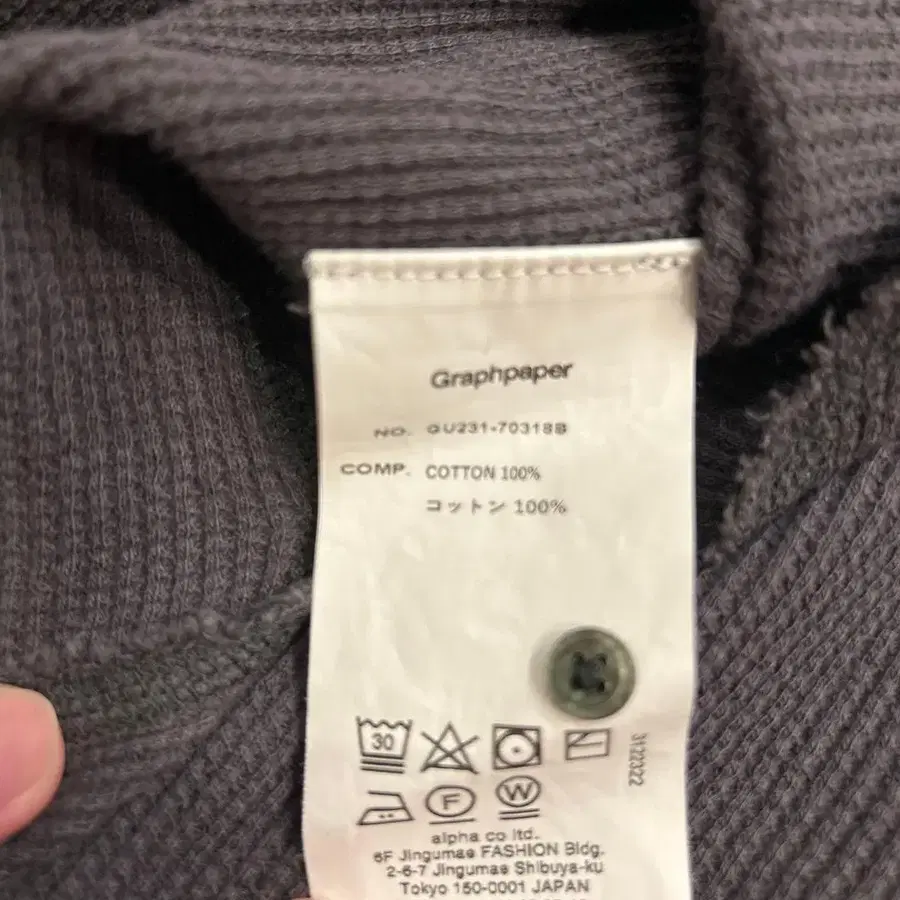 Graphpaper
NO. GU231-70318B
COMP. COTTON 100%
コットン 100%
30
3122322
F W
alpha co ltd.
6F Jingumae FASHION Bldg.
2-6-7 Jingumae Shibuya-ku
Tokyo 150-0001 JAPAN